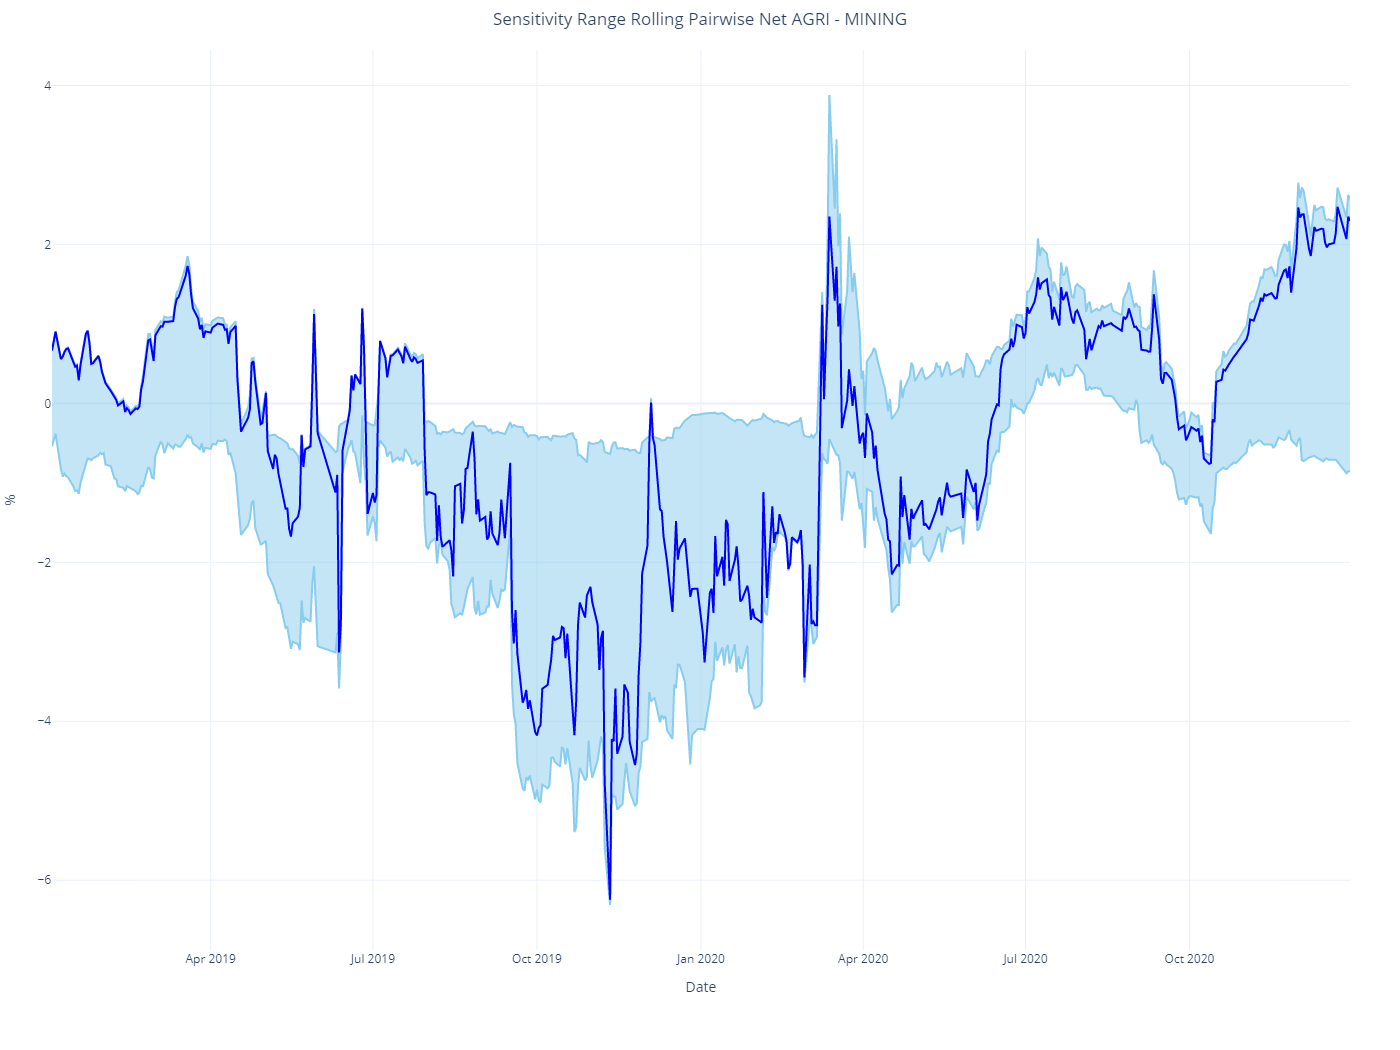 Sensitivity Range Rolling Pairwise Net AGRI - MINING
4
2
0
−2
−4
−6
%
Apr 2019
Jul 2019
Oct 2019
Jan 2020
Apr 2020
Jul 2020
Oct 2020
Date